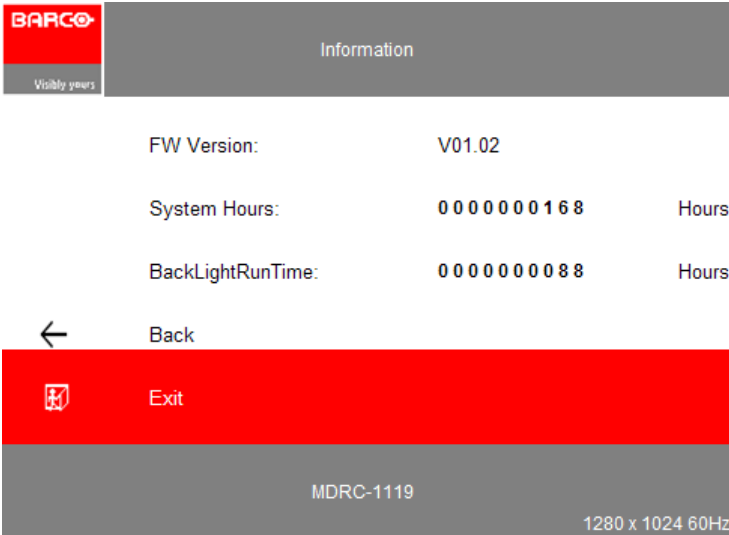 BARCO
Visibly yours
Information
FW Version: V01.02
System Hours: 0000000168 Hours
BackLightRunTime: 0000000088 Hours
Back
Exit
MDRC-1119
1280 x 1024 60Hz